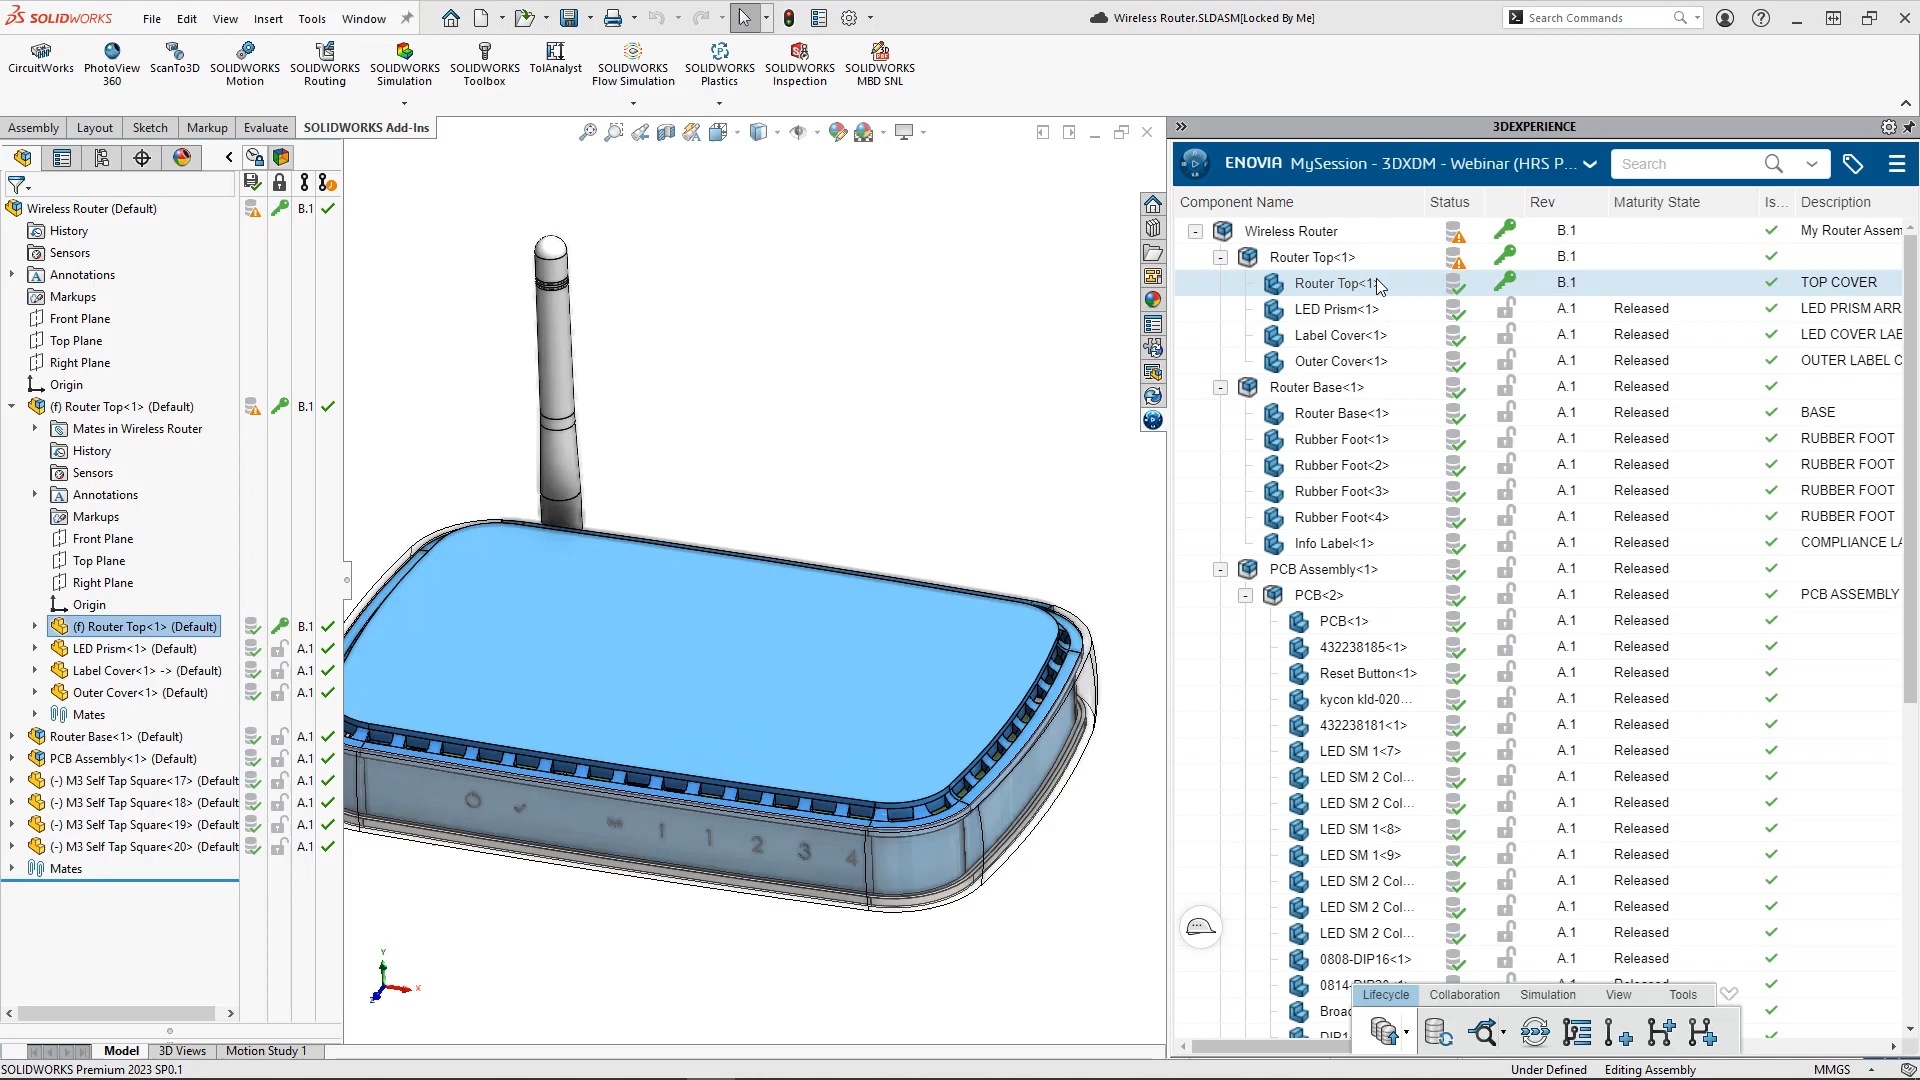 SOLIDWORKS
File Edit View Insert Tools Window
Wireless Router.SLDASM[Locked By Me]
Search Commands
CircuitWorks
PhotoView
360
ScanTo3D
SOLIDWORKS
Motion
SOLIDWORKS
Routing
SOLIDWORKS
Simulation
SOLIDWORKS
Toolbox
TolAnalyst
SOLIDWORKS
Flow Simulation
SOLIDWORKS
Plastics
SOLIDWORKS
Inspection
SOLIDWORKS
MBD SNL
Assembly Layout Sketch Markup Evaluate SOLIDWORKS Add-Ins
Wireless Router (Default) B.1
History
Sensors
Annotations
Markups
Front Plane
Top Plane
Right Plane
Origin
(f) Router Top<1> (Default) B.1
Mates in Wireless Router
History
Sensors
Annotations
Markups
Front Plane
Top Plane
Right Plane
Origin
(f) Router Top<1> (Default) B.1
LED Prism<1> (Default) A.1
Label Cover<1> -> (Default) A.1
Outer Cover<1> (Default) A.1
Mates
Router Base<1> (Default) A.1
PCB Assembly<1> (Default) A.1
(-) M3 Self Tap Square<17> (Default A.1
(-) M3 Self Tap Square<18> (Default A.1
(-) M3 Self Tap Square<19> (Default A.1
(-) M3 Self Tap Square<20> (Default A.1
Mates
1 1 2 3 4
Y
X
Z
3DEXPERIENCE
ENOVIA MySession - 3DXDM - Webinar (HRS P... Search
Component Name Status Rev Maturity State Is... Description
Wireless Router B.1 My Router Assem
Router Top<1> B.1
Router Top<1> B.1 TOP COVER
LED Prism<1> A.1 Released LED PRISM ARR
Label Cover<1> A.1 Released LED COVER LAB
Outer Cover<1> A.1 Released OUTER LABEL C
Router Base<1> A.1 Released
Router Base<1> A.1 Released BASE
Rubber Foot<1> A.1 Released RUBBER FOOT
Rubber Foot<2> A.1 Released RUBBER FOOT
Rubber Foot<3> A.1 Released RUBBER FOOT
Rubber Foot<4> A.1 Released RUBBER FOOT
Info Label<1> A.1 Released COMPLIANCE LA
PCB Assembly<1> A.1 Released
PCB<2> A.1 Released PCB ASSEMBLY
PCB<1> A.1 Released
432238185<1> A.1 Released
Reset Button<1> A.1 Released
kycon kld-020... A.1 Released
432238181<1> A.1 Released
LED SM 1<7> A.1 Released
LED SM 2 Col... A.1 Released
LED SM 2 Col... A.1 Released
LED SM 1<8> A.1 Released
LED SM 1<9> A.1 Released
LED SM 2 Col... A.1 Released
LED SM 2 Col... A.1 Released
LED SM 2 Col... A.1 Released
0808-DIP16<1> A.1 Released
Lifecycle Collaboration Simulation View Tools
Model 3D Views Motion Study 1
SOLIDWORKS Premium 2023 SP0.1
Under Defined Editing Assembly MMGS